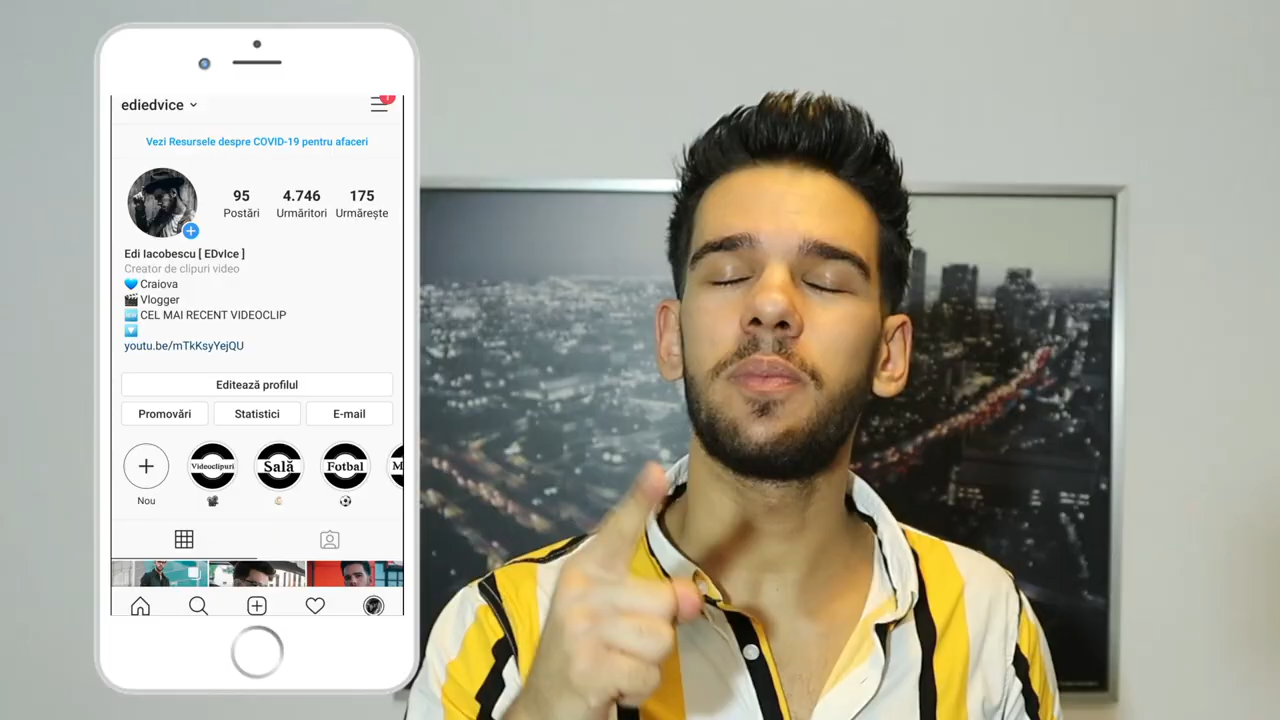 ediedvice
Vezi Resursele despre COVID-19 pentru afaceri
95 4.746 175
Postări Urmăritori Urmărește
Edi Iacobescu [ EDvIce ]
Creator de clipuri video
Craiova
Vlogger
CEL MAI RECENT VIDEOCLIP
youtu.be/mTkKsyYejQU
Editează profilul
Promovări Statistici E-mail
Videoclipuri Sală Fotbal M
Nou